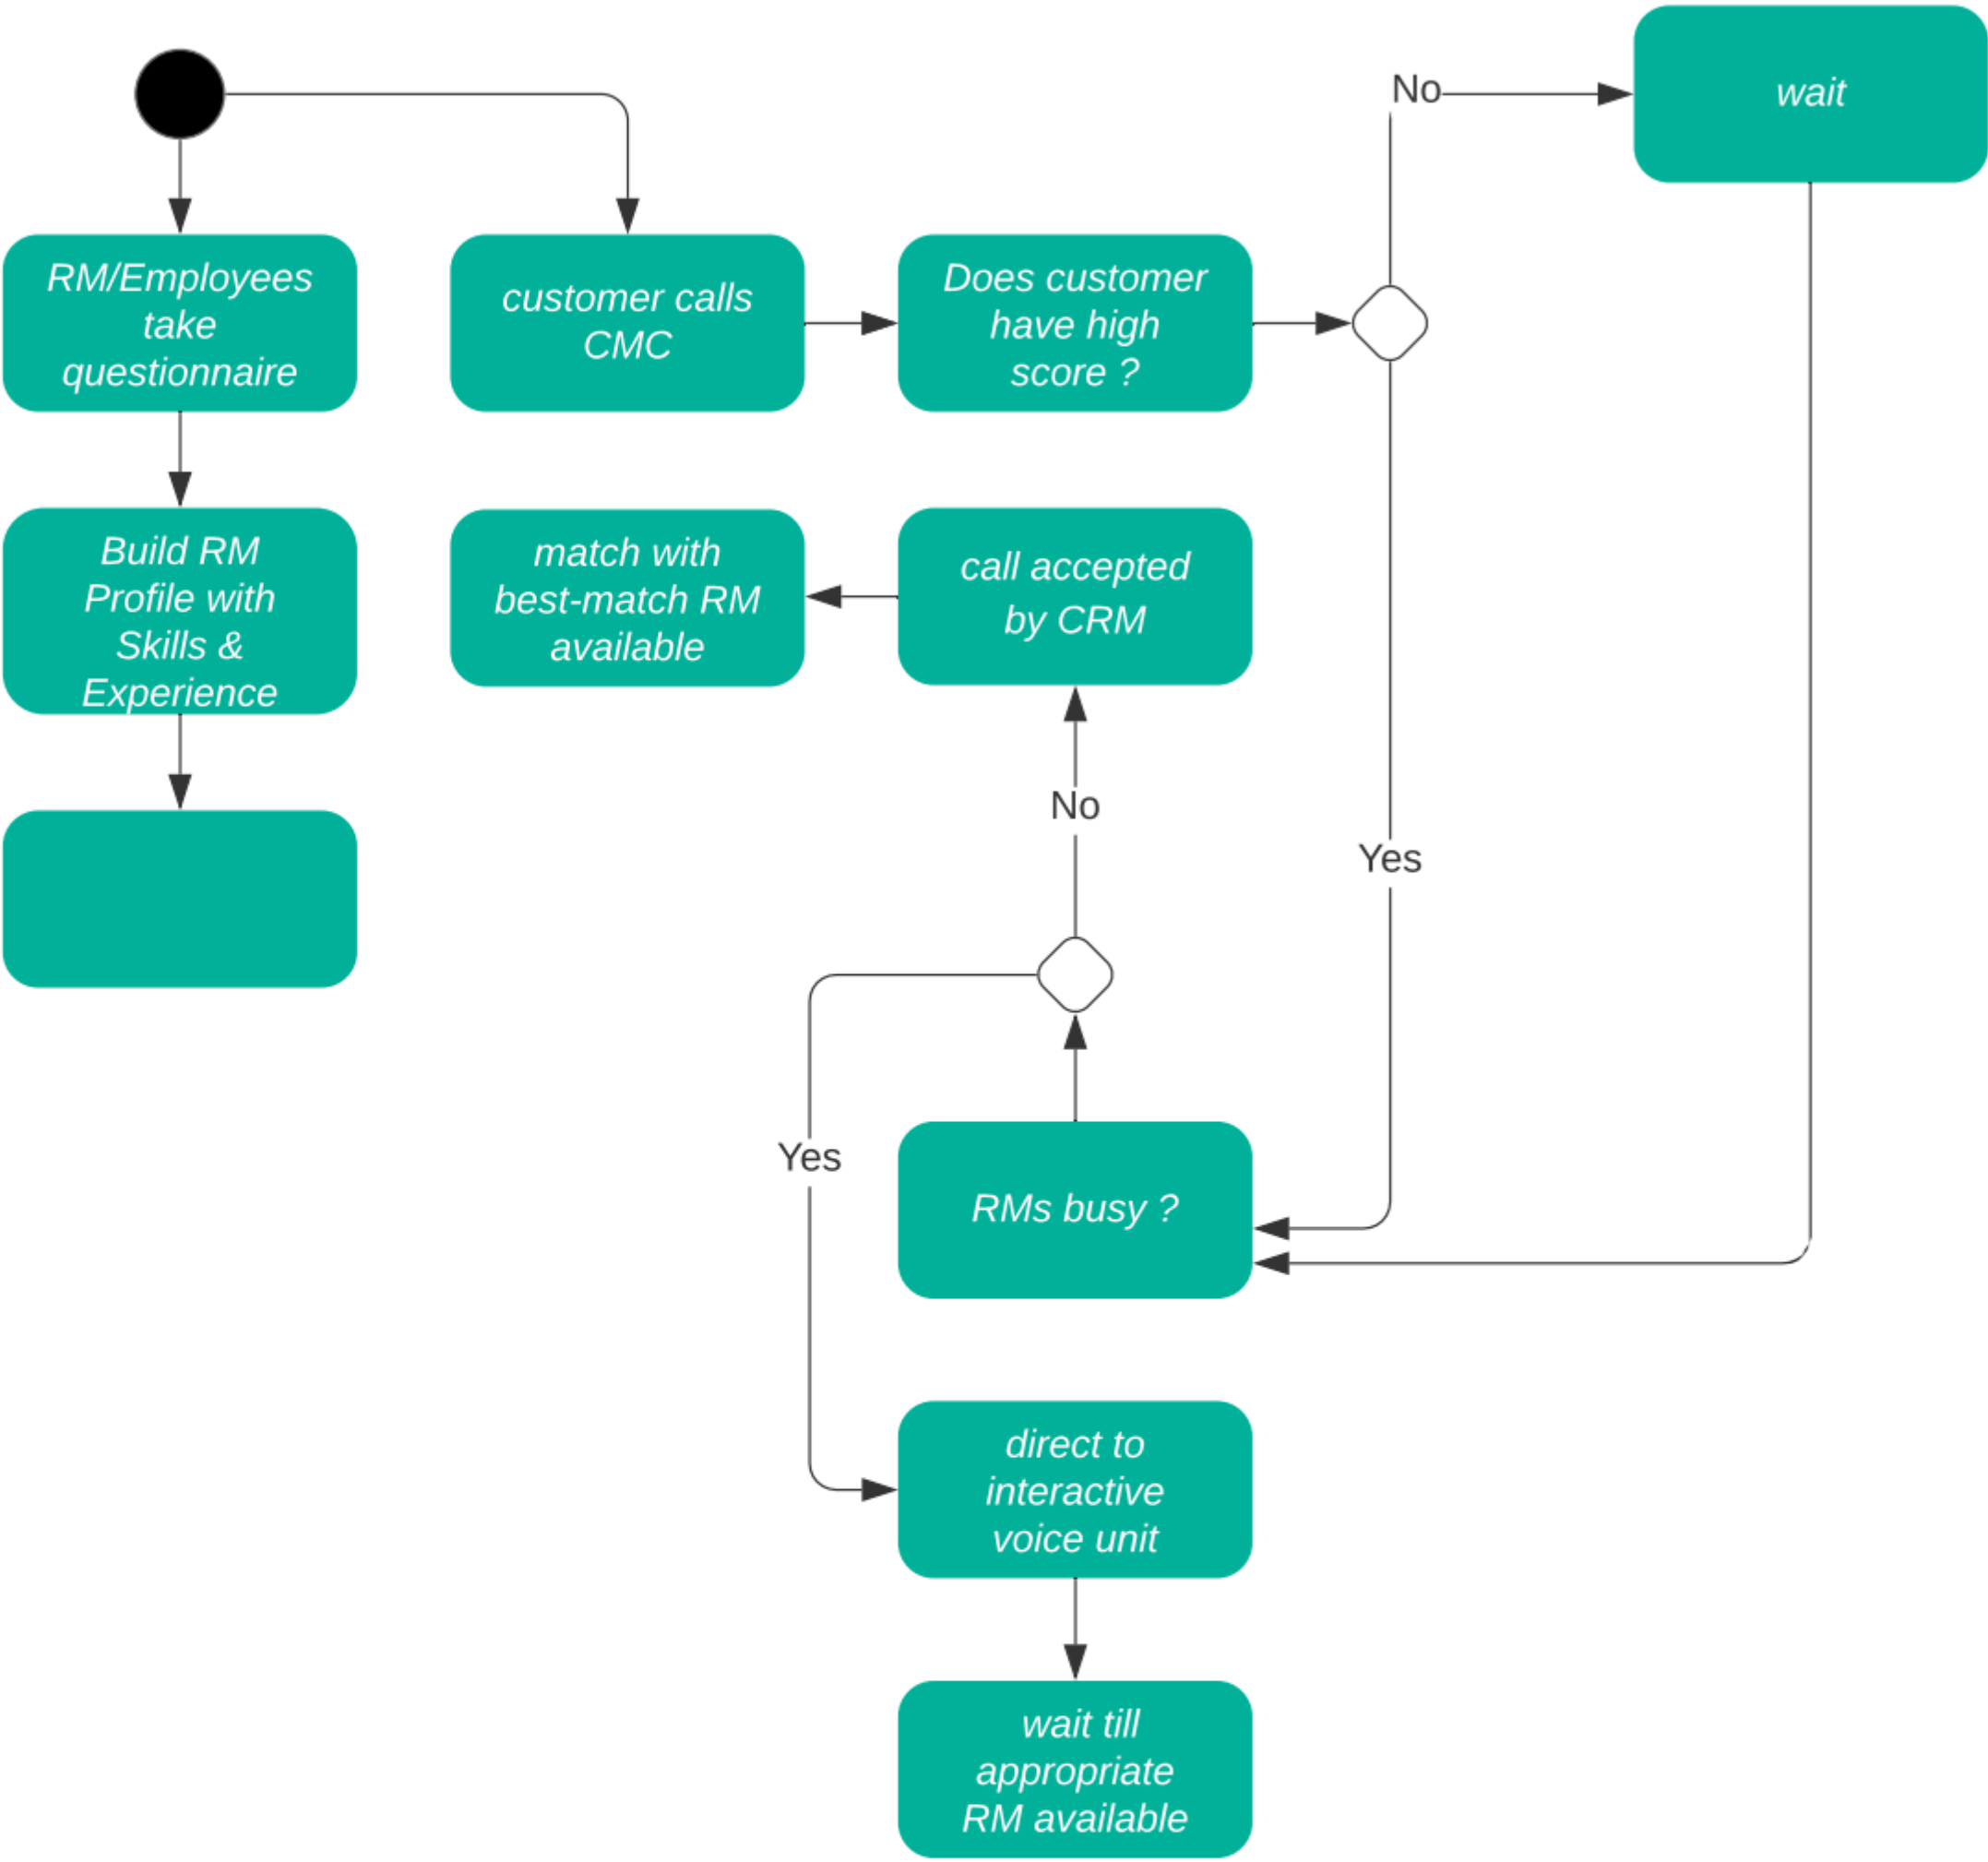 No
wait
RM/Employees
take
questionnaire
customer calls
CMC
Does customer
have high
score ?
Build RM
Profile with
Skills &
Experience
match with
best-match RM
available
call accepted
by CRM
No
Yes
Yes
RMs busy ?
direct to
interactive
voice unit
wait till
appropriate
RM available